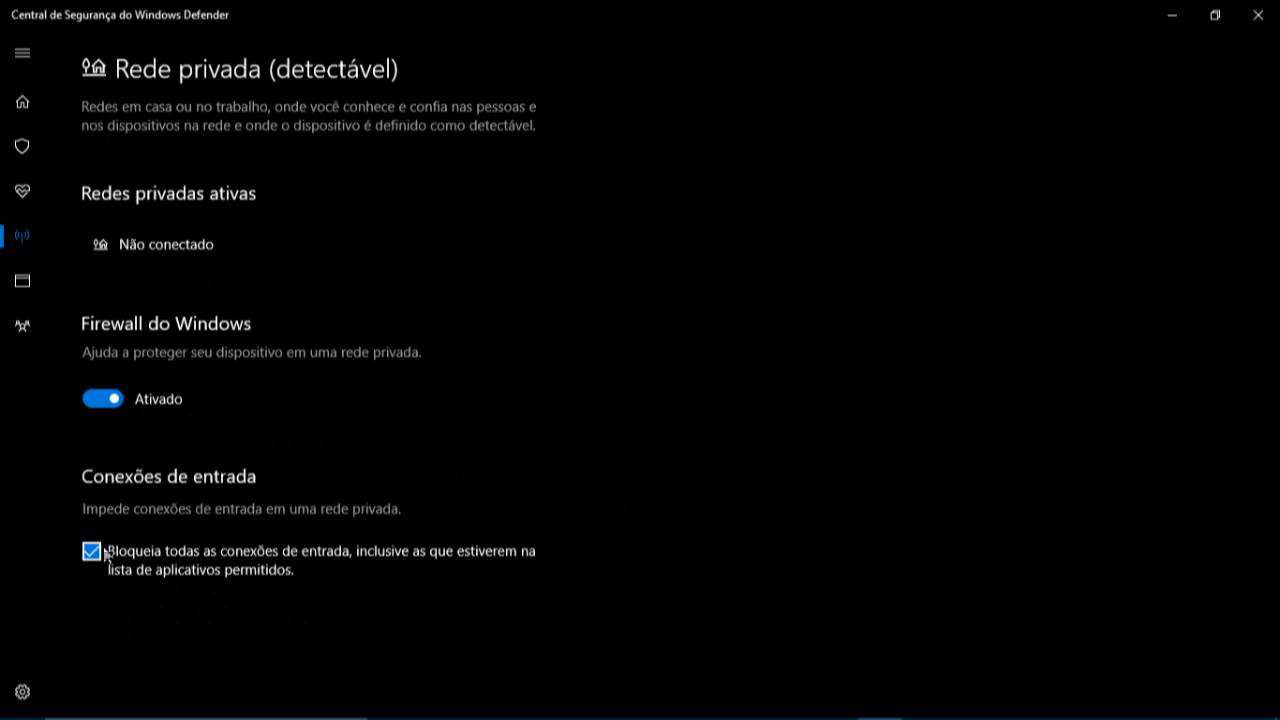 Central de Segurança do Windows Defender
Rede privada (detectável)
Redes em casa ou no trabalho, onde você conhece e confia nas pessoas e
nos dispositivos na rede e onde o dispositivo é definido como detectável.
Redes privadas ativas
Não conectado
Firewall do Windows
Ajuda a proteger seu dispositivo em uma rede privada.
Ativado
Conexões de entrada
Impede conexões de entrada em uma rede privada.
Bloqueia todas as conexões de entrada, inclusive as que estiverem na
lista de aplicativos permitidos.